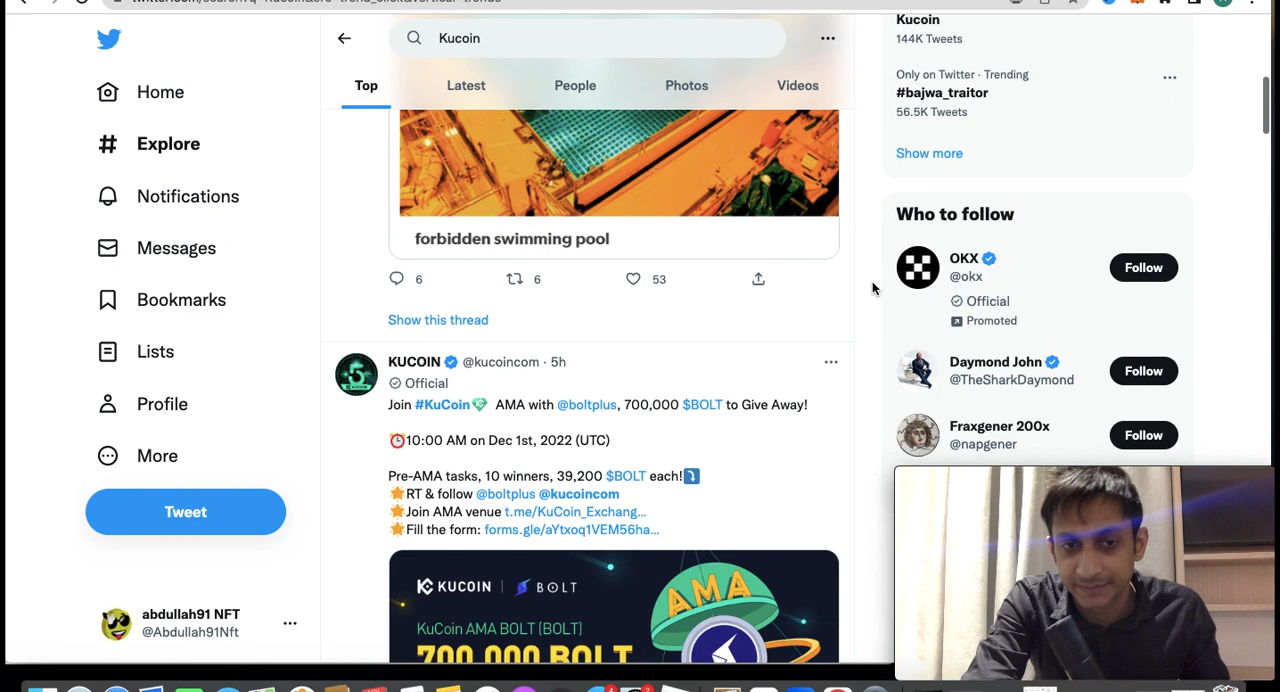 Kucoin
Top
Latest
People
Photos
Videos
Home
Explore
Notifications
Messages
Bookmarks
Lists
Profile
More
Tweet
abdullah91 NFT
@Abdullah91Nft
forbidden swimming pool
6
6
53
Show this thread
KUCOIN @kucoincom · 5h
Official
Join #KuCoin AMA with @boltplus, 700,000 $BOLT to Give Away!
10:00 AM on Dec 1st, 2022 (UTC)
Pre-AMA tasks, 10 winners, 39,200 $BOLT each!
RT & follow @boltplus @kucoincom
Join AMA venue t.me/KuCoin_Exchang...
Fill the form: forms.gle/aYtxoq1VEM56ha...
KUCOIN | BOLT
AMA
KuCoin AMA BOLT (BOLT)
700,000 BOLT
Kucoin
144K Tweets
Only on Twitter · Trending
#bajwa_traitor
56.5K Tweets
Show more
Who to follow
OKX
@okx
Official
Promoted
Follow
Daymond John
@TheSharkDaymond
Follow
Fraxgener 200x
@napgener
Follow